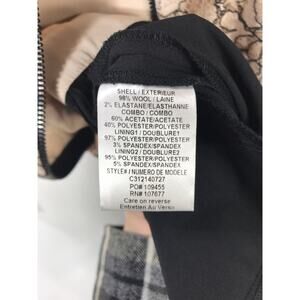 SHELL / EXTERIEUR
98% WOOL / LAINE
2% ELASTANE/ELASTHANNE
COMBO / COMBO
60% ACETATE/ACETATE
40% POLYESTER/POLYESTER
LINING1 / DOUBLURE1
97% POLYESTER/POLYESTER
3% SPANDEX/SPANDEX
LINING2 / DOUBLURE2
95% POLYESTER/POLYESTER
5% SPANDEX/SPANDEX
STYLE# / NUMERO DE MODELE
C312140727
PO# 109455
RN# 107677
Care on reverse
Entretien Au Verso